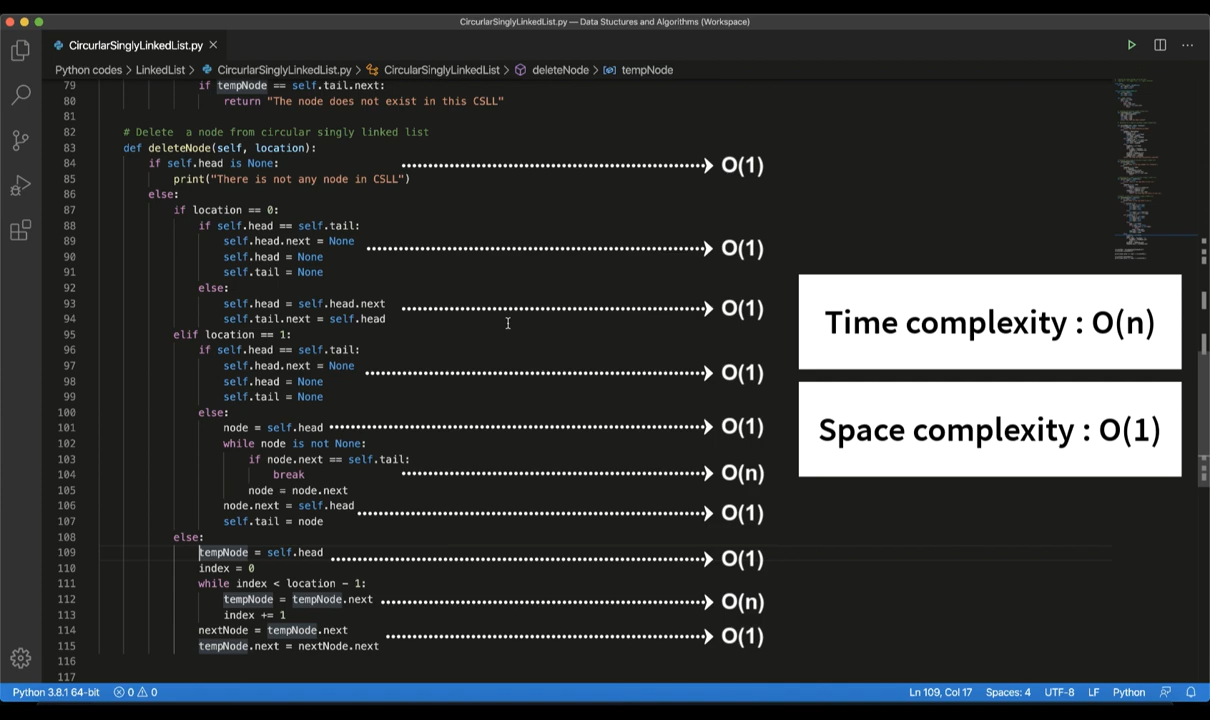 CircurlarSinglyLinkedList.py — Data Stuctures and Algorithms (Workspace)
CircurlarSinglyLinkedList.py ×
Python codes > LinkedList > CircurlarSinglyLinkedList.py > CircurlarSinglyLinkedList > deleteNode > tempNode
79 if tempNode == self.tail.next:
80 return "The node does not exist in this CSLL"
81
82 # Delete  a node from circular singly linked list
83 def deleteNode(self, location):
84 if self.head is None: O(1)
85 print("There is not any node in CSLL")
86 else:
87 if location == 0:
88 if self.head == self.tail:
89 self.head.next = None O(1)
90 self.head = None
91 self.tail = None
92 else:
93 self.head = self.head.next O(1)
94 self.tail.next = self.head
95 elif location == 1:
96 if self.head == self.tail:
97 self.head.next = None O(1)
98 self.head = None
99 self.tail = None
100 else:
101 node = self.head O(1)
102 while node is not None:
103 if node.next == self.tail:
104 break O(n)
105 node = node.next
106 node.next = self.head O(1)
107 self.tail = node
108 else:
109 tempNode = self.head O(1)
110 index = 0
111 while index < location - 1:
112 tempNode = tempNode.next O(n)
113 index += 1
114 nextNode = tempNode.next O(1)
115 tempNode.next = nextNode.next
116
117
Time complexity : O(n)
Space complexity : O(1)
Python 3.8.1 64-bit 0 0 Ln 109, Col 17 Spaces: 4 UTF-8 LF Python